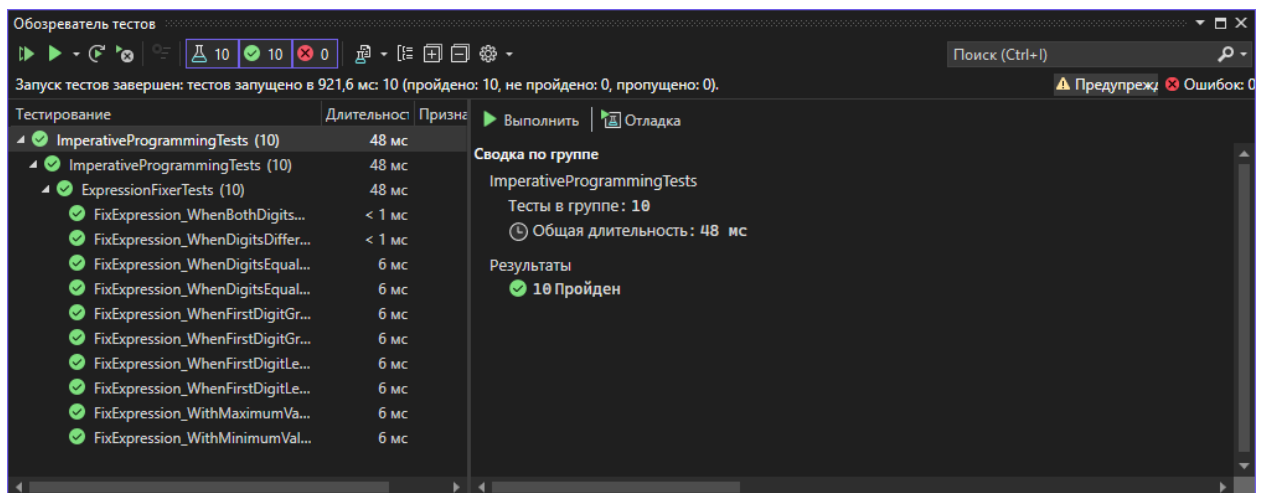 Обозреватель тестов
10 10 0 Поиск (Ctrl+I)
Запуск тестов завершен: тестов запущено в 921,6 мс: 10 (пройдено: 10, не пройдено: 0, пропущено: 0). Предупреж Ошибок: 0
Тестирование Длительнос Призна
ImperativeProgrammingTests (10) 48 мс
ImperativeProgrammingTests (10) 48 мс
ExpressionFixerTests (10) 48 мс
FixExpression_WhenBothDigits... < 1 мс
FixExpression_WhenDigitsDiffer... < 1 мс
FixExpression_WhenDigitsEqual... 6 мс
FixExpression_WhenDigitsEqual... 6 мс
FixExpression_WhenFirstDigitGr... 6 мс
FixExpression_WhenFirstDigitGr... 6 мс
FixExpression_WhenFirstDigitLe... 6 мс
FixExpression_WhenFirstDigitLe... 6 мс
FixExpression_WithMaximumVa... 6 мс
FixExpression_WithMinimumVal... 6 мс
Выполнить Отладка
Сводка по группе
ImperativeProgrammingTests
Тесты в группе: 10
Общая длительность: 48 мс
Результаты
10 Пройден